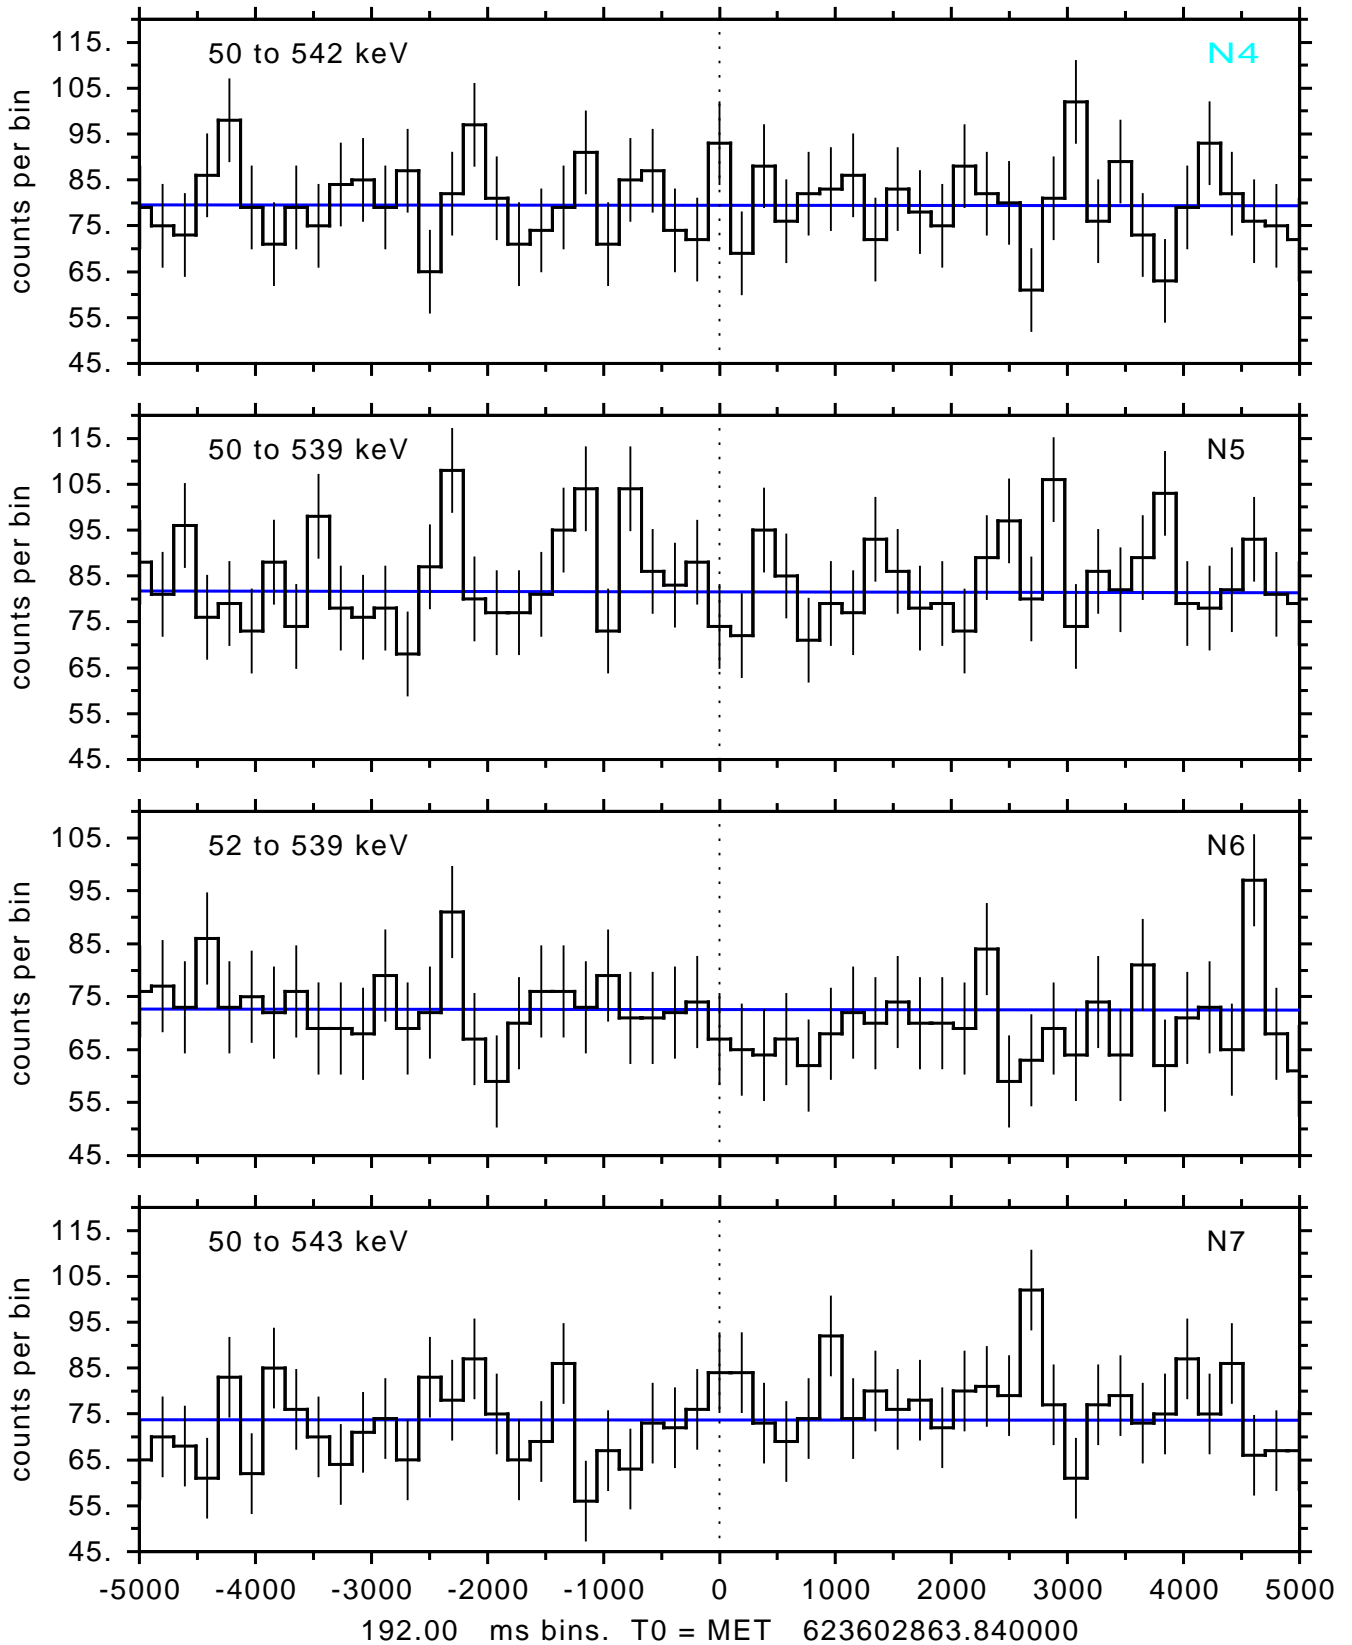 115.
50 to 542 keV
N4
105.
95.
85.
75.
65.
55.
45.
counts per bin
115.
50 to 539 keV
N5
105.
95.
85.
75.
65.
55.
45.
counts per bin
105.
52 to 539 keV
N6
95.
85.
75.
65.
55.
45.
counts per bin
115.
50 to 543 keV
N7
105.
95.
85.
75.
65.
55.
45.
counts per bin
-5000 -4000 -3000 -2000 -1000 0 1000 2000 3000 4000 5000
192.00 ms bins. T0 = MET 623602863.840000